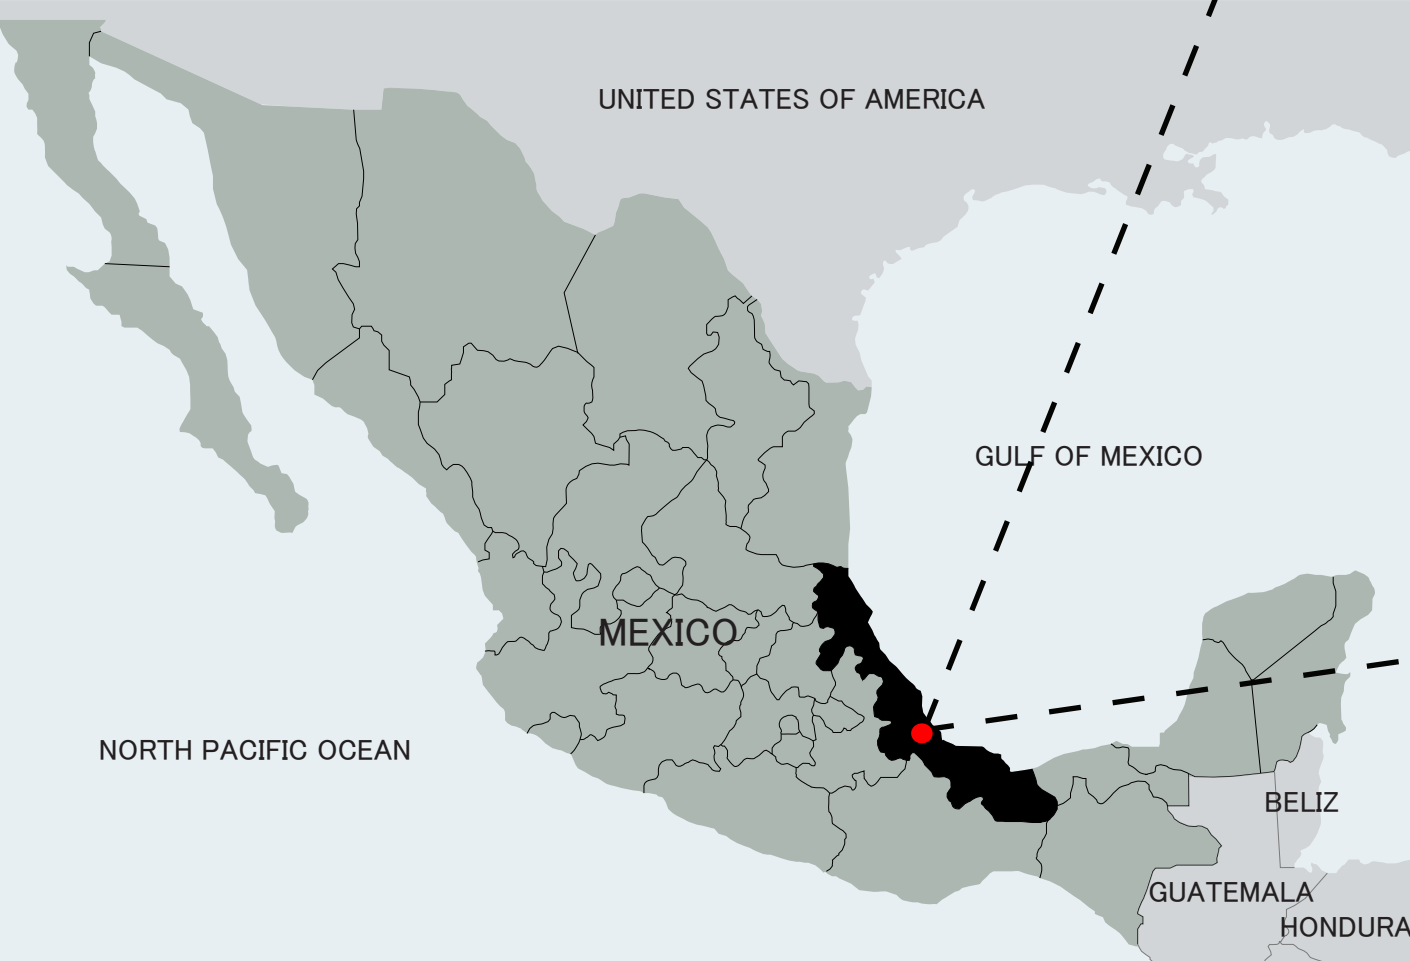 UNITED STATES OF AMERICA
GULF OF MEXICO
MEXICO
NORTH PACIFIC OCEAN
BELIZ
GUATEMALA
HONDURA